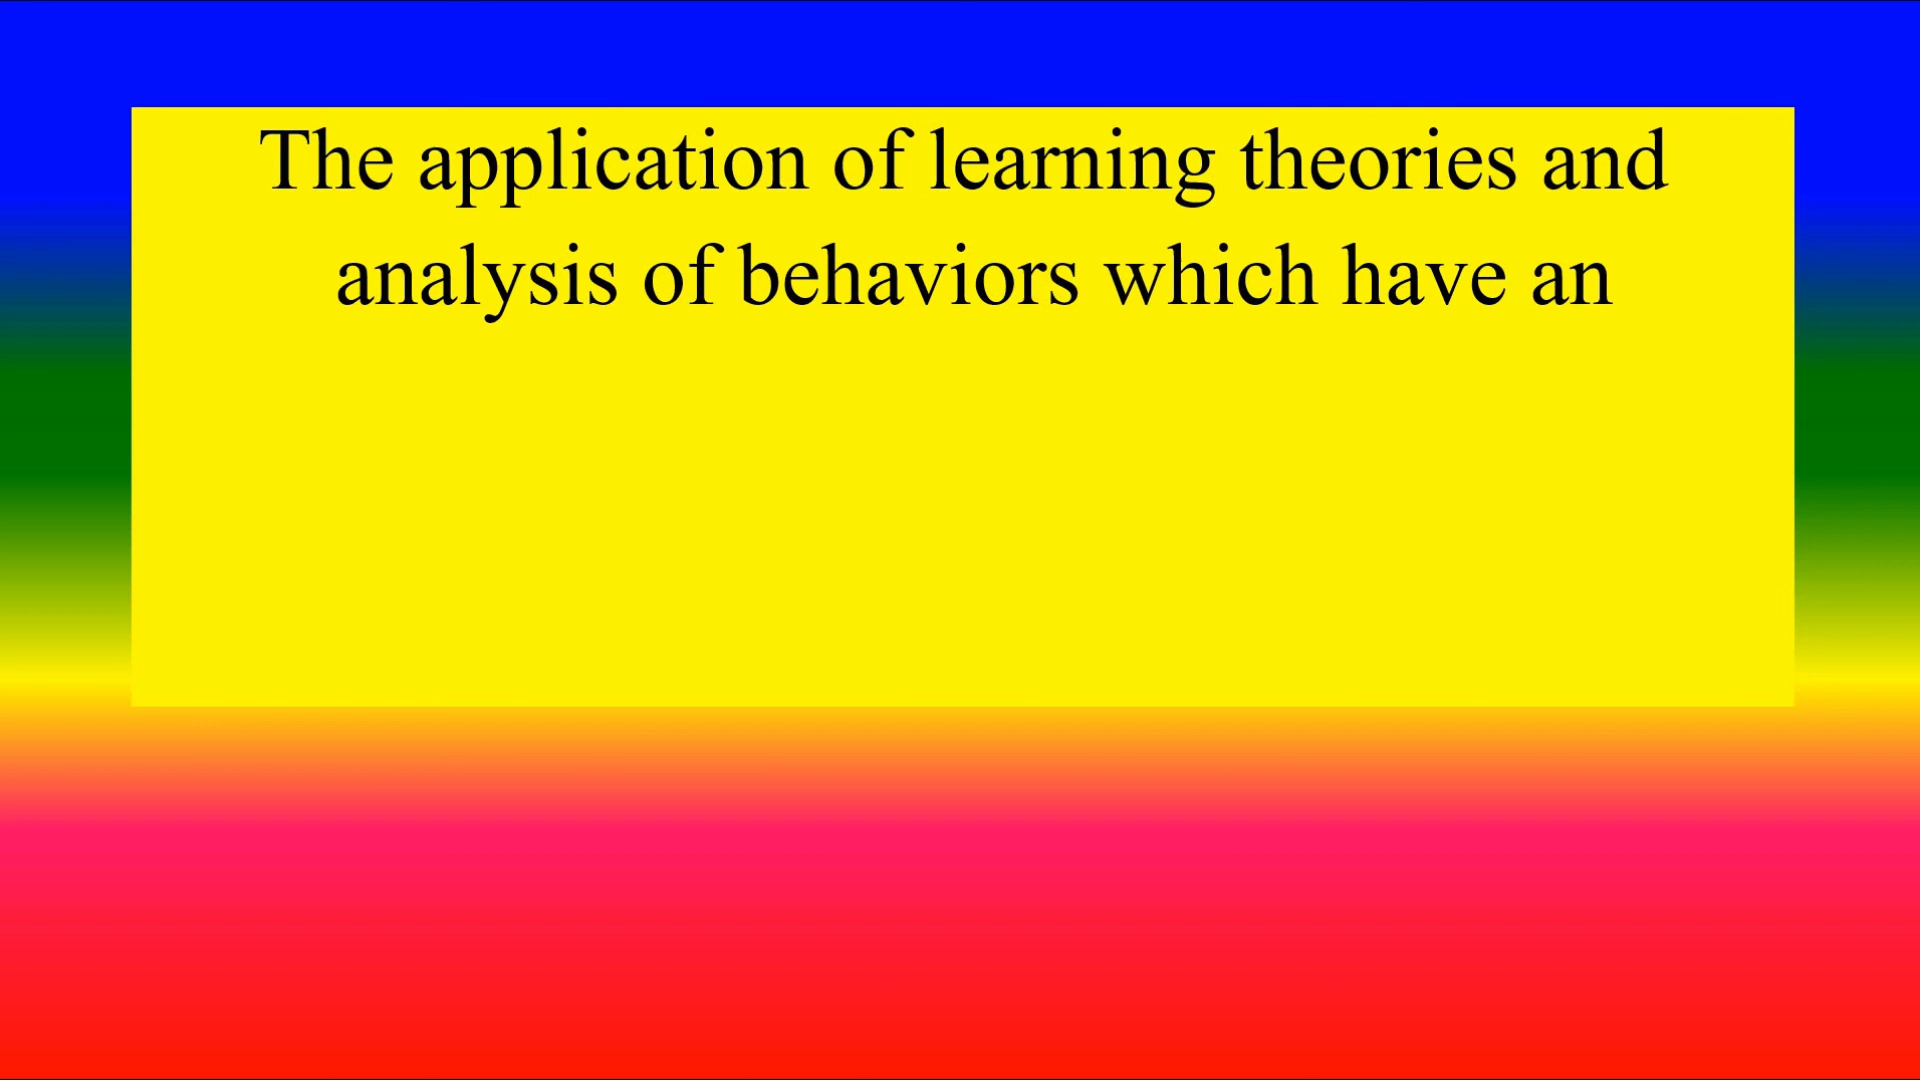 The application of learning theories and
analysis of behaviors which have an